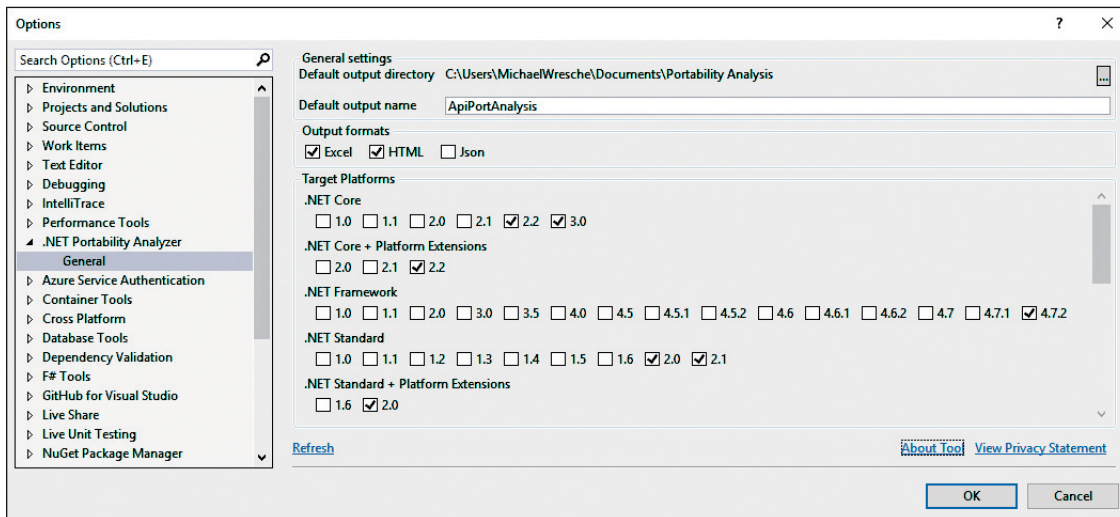 Options
?
Search Options (Ctrl+E)
Environment
Projects and Solutions
Source Control
Work Items
Text Editor
Debugging
IntelliTrace
Performance Tools
.NET Portability Analyzer
General
Azure Service Authentication
Container Tools
Cross Platform
Database Tools
Dependency Validation
F# Tools
GitHub for Visual Studio
Live Share
Live Unit Testing
NuGet Package Manager
General settings
Default output directory C:\Users\MichaelWresche\Documents\Portability Analysis ...
Default output name ApiPortAnalysis
Output formats
Excel HTML Json
Target Platforms
.NET Core
1.0 1.1 2.0 2.1 2.2 3.0
.NET Core + Platform Extensions
2.0 2.1 2.2
.NET Framework
1.0 1.1 2.0 3.0 3.5 4.0 4.5 4.5.1 4.5.2 4.6 4.6.1 4.6.2 4.7 4.7.1 4.7.2
.NET Standard
1.0 1.1 1.2 1.3 1.4 1.5 1.6 2.0 2.1
.NET Standard + Platform Extensions
1.6 2.0
Refresh About Tool View Privacy Statement
OK Cancel